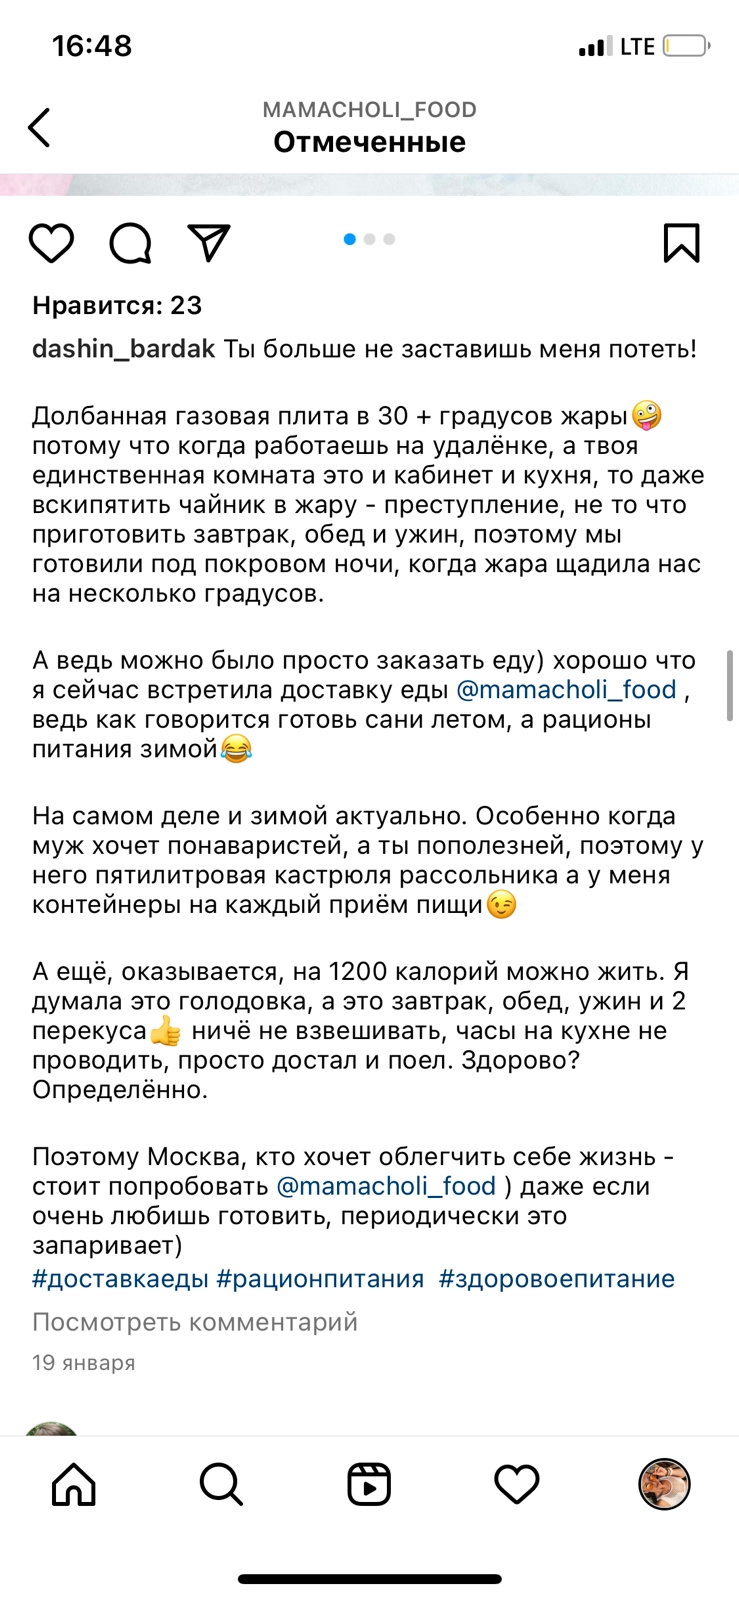 16:48
LTE
MAMACHOLI_FOOD
Отмеченные
Нравится: 23
dashin_bardak Ты больше не заставишь меня потеть!
Долбанная газовая плита в 30 + градусов жары🤪
потому что когда работаешь на удалёнке, а твоя
единственная комната это и кабинет и кухня, то даже
вскипятить чайник в жару - преступление, не то что
приготовить завтрак, обед и ужин, поэтому мы
готовили под покровом ночи, когда жара щадила нас
на несколько градусов.
А ведь можно было просто заказать еду) хорошо что
я сейчас встретила доставку еды @mamacholi_food ,
ведь как говорится готовь сани летом, а рационы
питания зимой😂
На самом деле и зимой актуально. Особенно когда
муж хочет понаваристей, а ты пополезней, поэтому у
него пятилитровая кастрюля рассольника а у меня
контейнеры на каждый приём пищи😉
А ещё, оказывается, на 1200 калорий можно жить. Я
думала это голодовка, а это завтрак, обед, ужин и 2
перекуса👍 ничё не взвешивать, часы на кухне не
проводить, просто достал и поел. Здорово?
Определённо.
Поэтому Москва, кто хочет облегчить себе жизнь -
стоит попробовать @mamacholi_food ) даже если
очень любишь готовить, периодически это
запаривает)
#доставкаеды #рационпитания #здоровоепитание
Посмотреть комментарий
19 января